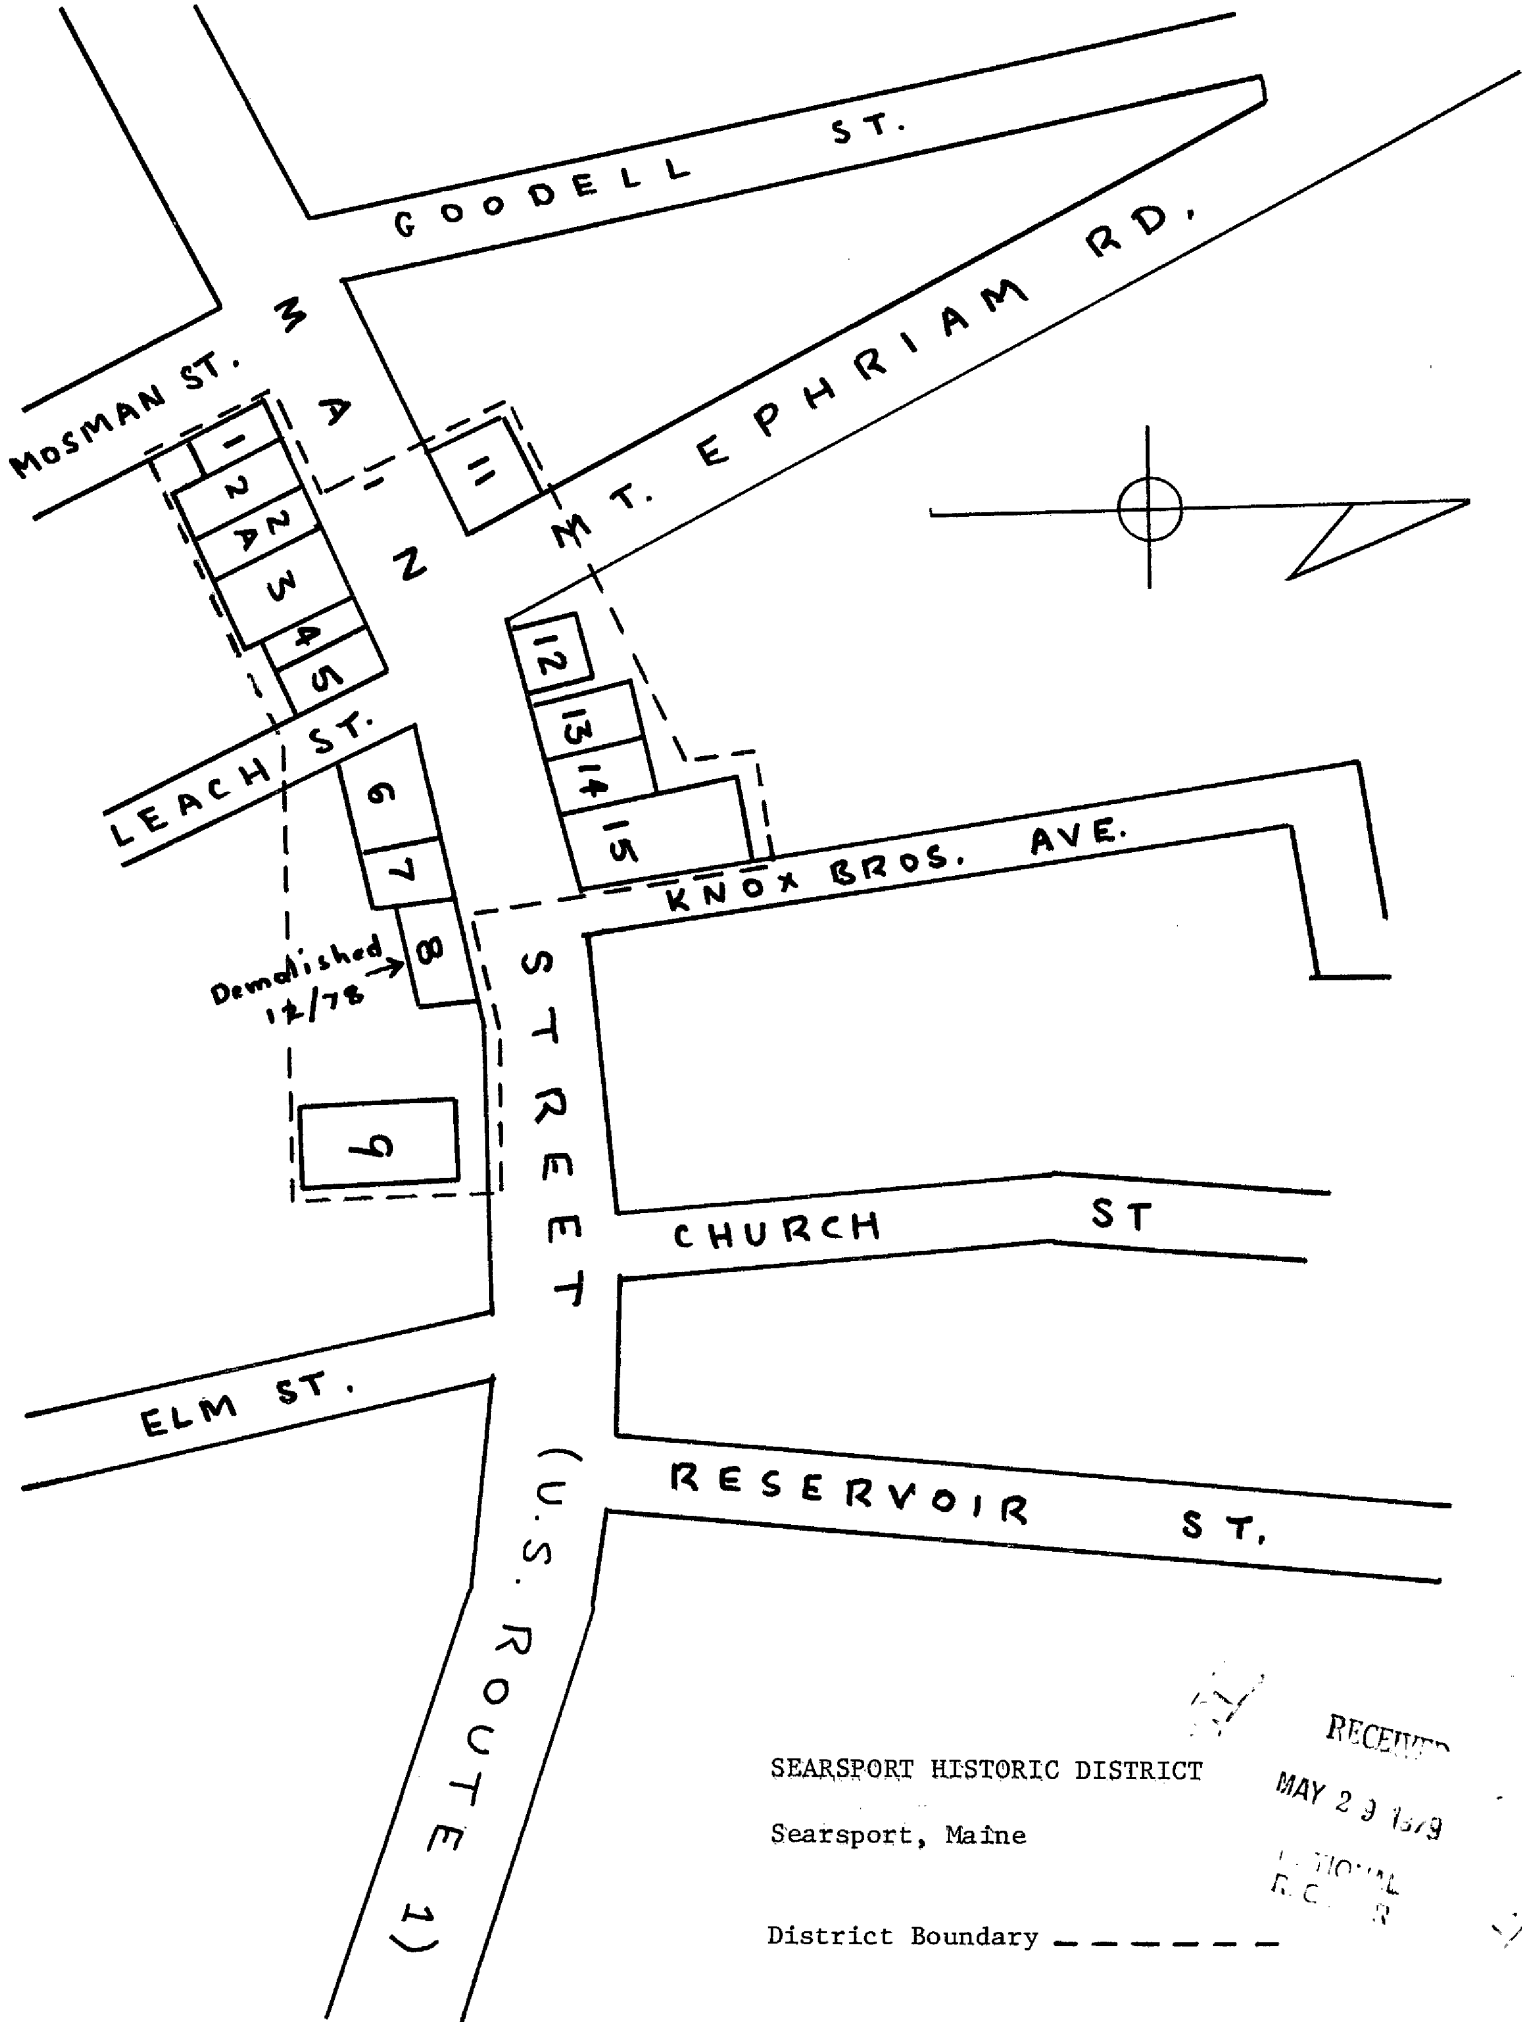 GOODELL ST.
MT. EPHRIAM RD.
MOSMAN ST.
MAIN STREET (U.S. ROUTE 1)
1
2
2A
3
4
5
11
12
13
14
15
LEACH ST.
6
7
8
KNOX BROS. AVE.
Demolished
12/78
9
CHURCH ST
ELM ST.
RESERVOIR ST.
SEARSPORT HISTORIC DISTRICT
Searsport, Maine
District Boundary
RECEIVED
MAY 29 1979